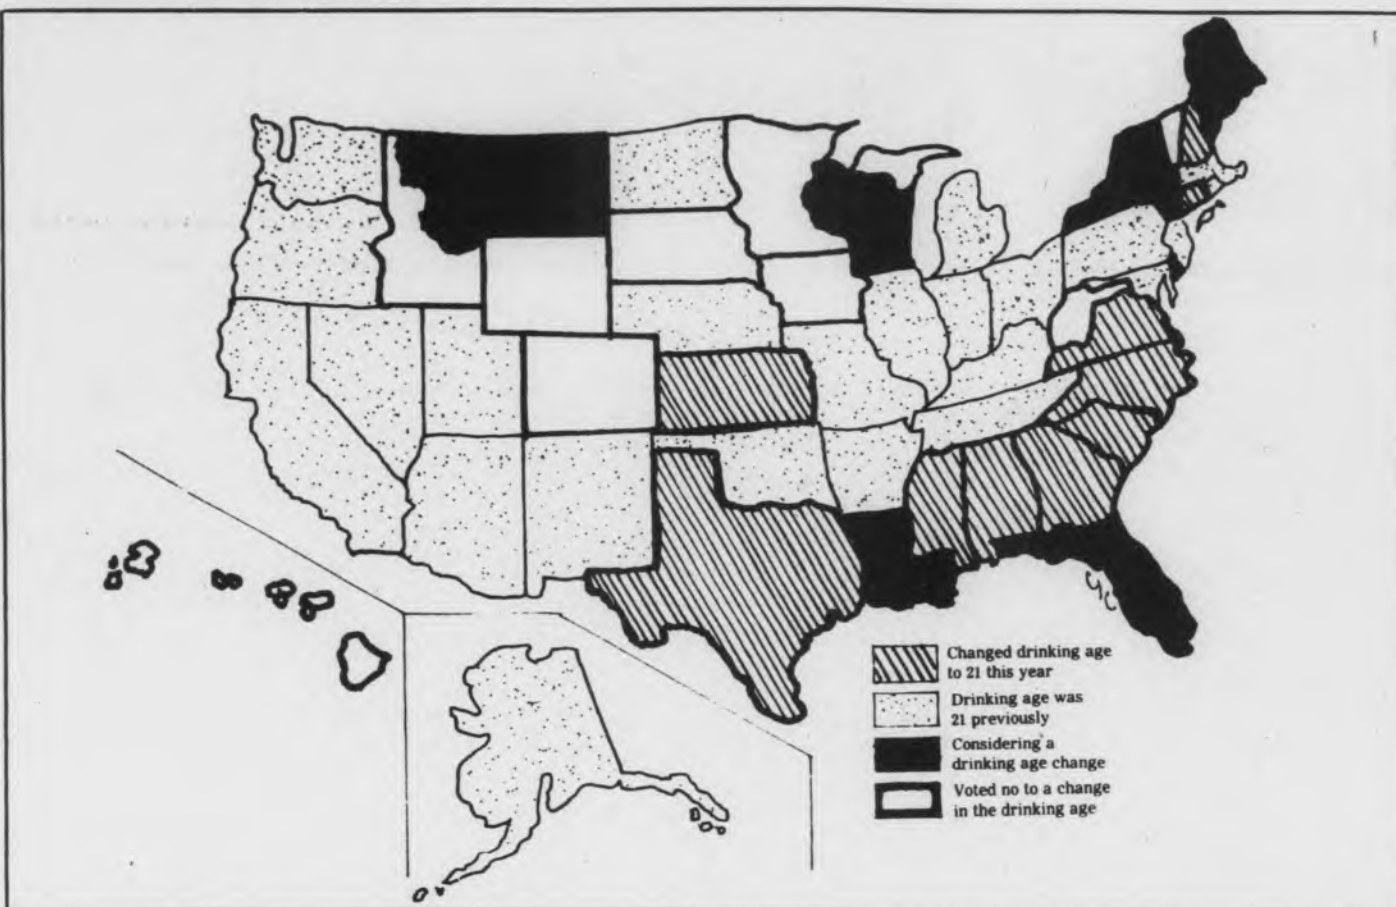 Changed drinking age
to 21 this year
Drinking age was
21 previously
Considering a
drinking age change
Voted no to a change
in the drinking age